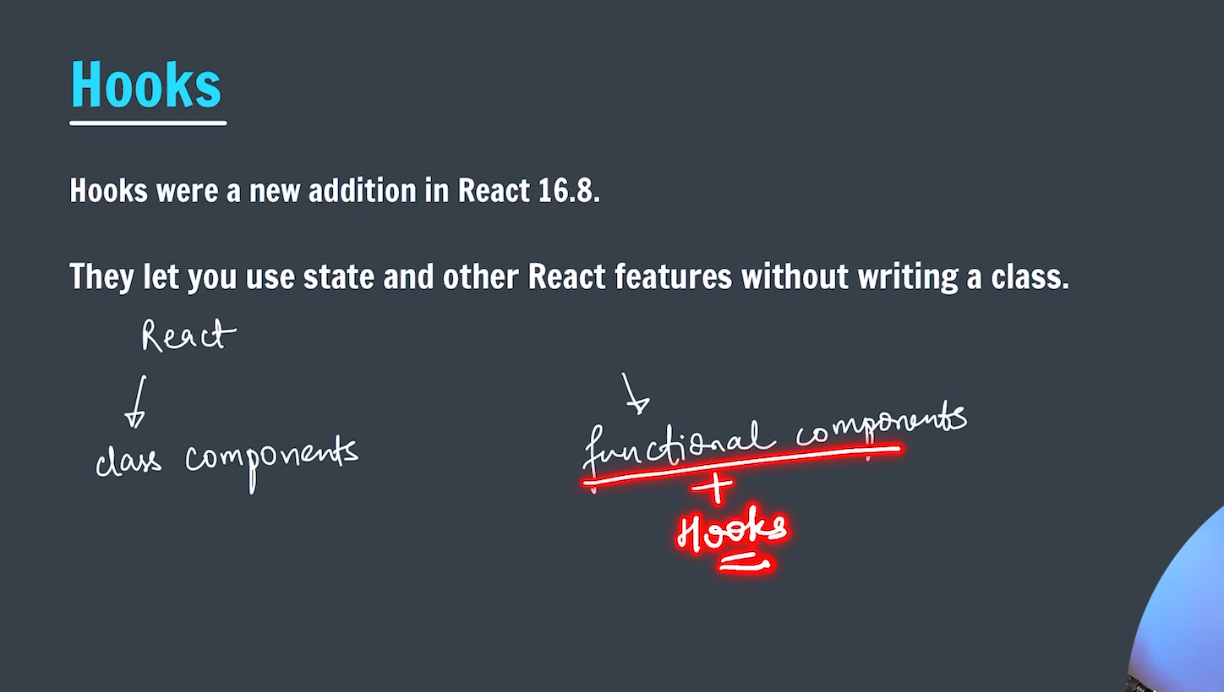 Hooks
Hooks were a new addition in React 16.8.
They let you use state and other React features without writing a class.
React
class components
functional components
+
Hooks